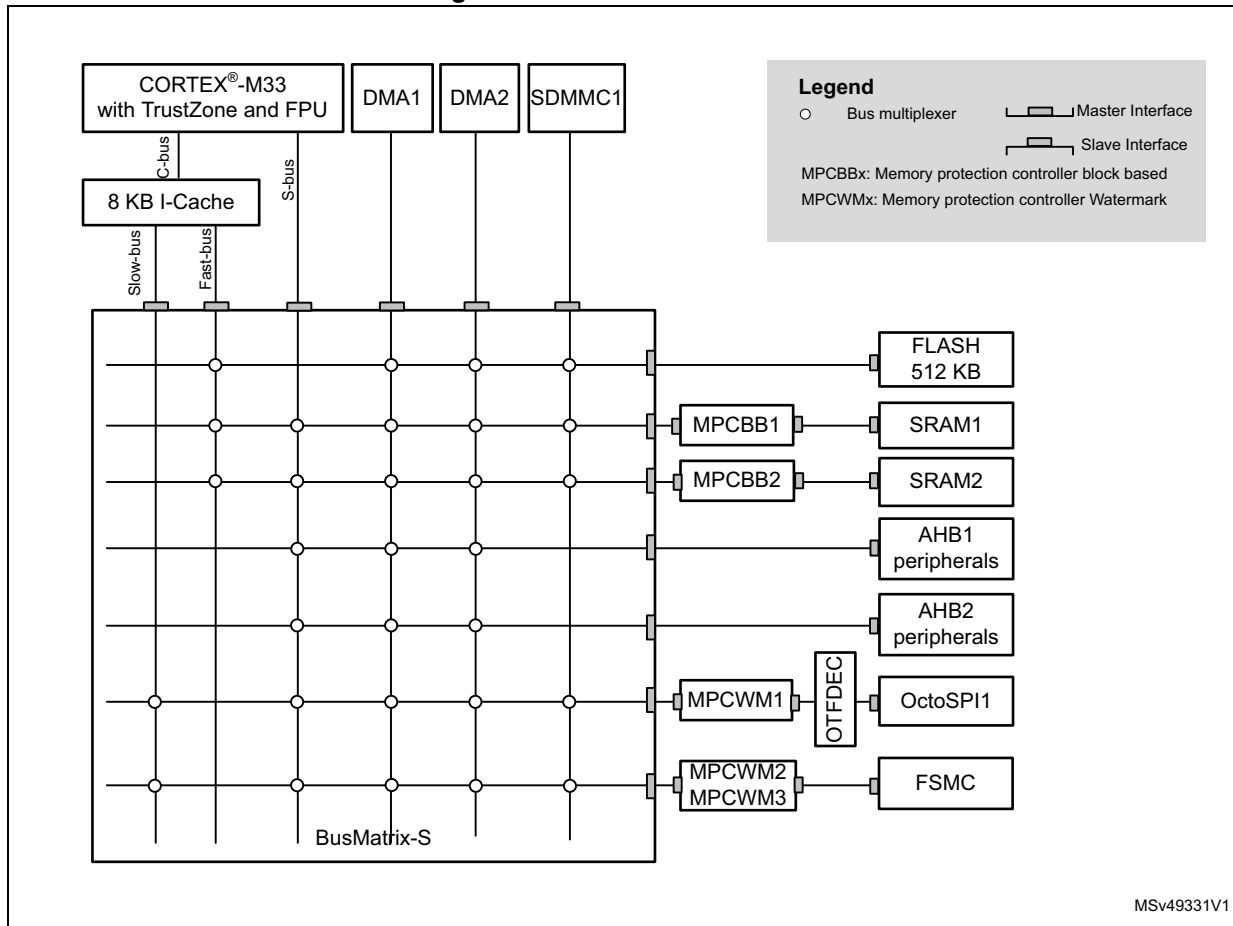 CORTEX®-M33
with TrustZone and FPU
DMA1
DMA2
SDMMC1
Legend
Bus multiplexer
Master Interface
Slave Interface
MPCBBx: Memory protection controller block based
MPCWMx: Memory protection controller Watermark
C-bus
S-bus
8 KB I-Cache
Slow-bus
Fast-bus
FLASH
512 KB
MPCBB1
SRAM1
MPCBB2
SRAM2
AHB1
peripherals
AHB2
peripherals
MPCWM1
OTFDEC
OctoSPI1
MPCWM2
MPCWM3
FSMC
BusMatrix-S
MSv49331V1